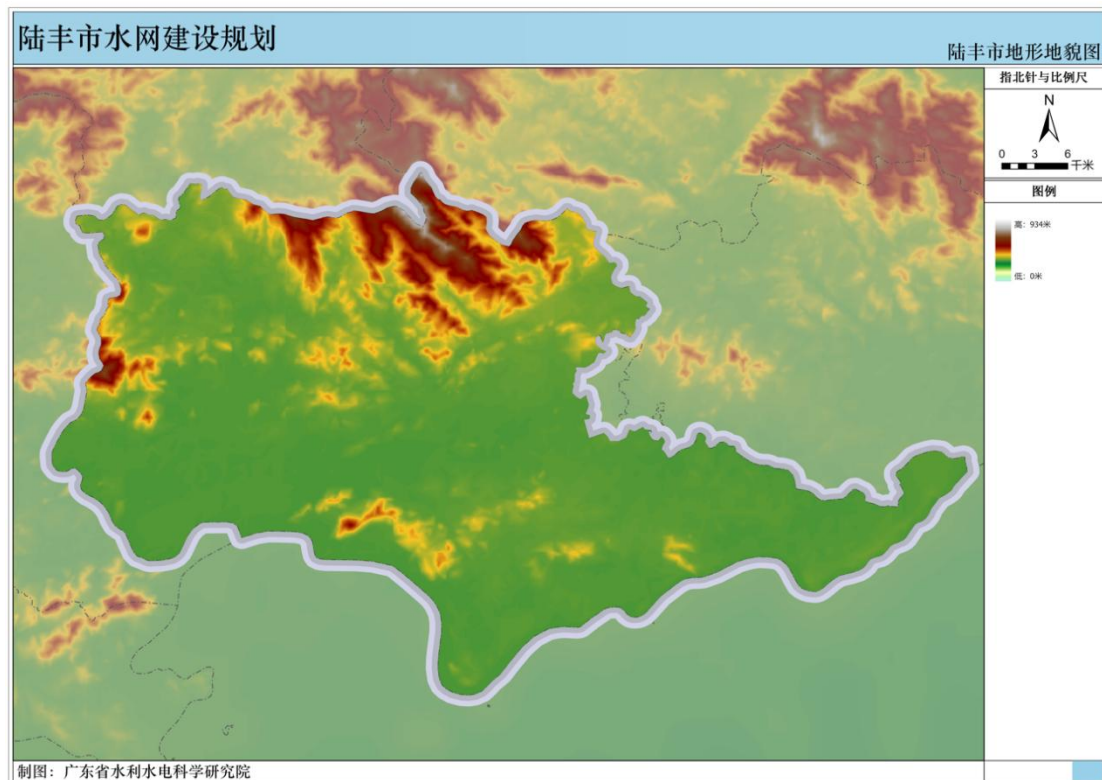 陆丰市水网建设规划
陆丰市地形地貌图
指北针与比例尺
N
0 3 6
千米
图例
高：934米
低：0米
制图：广东省水利水电科学研究院